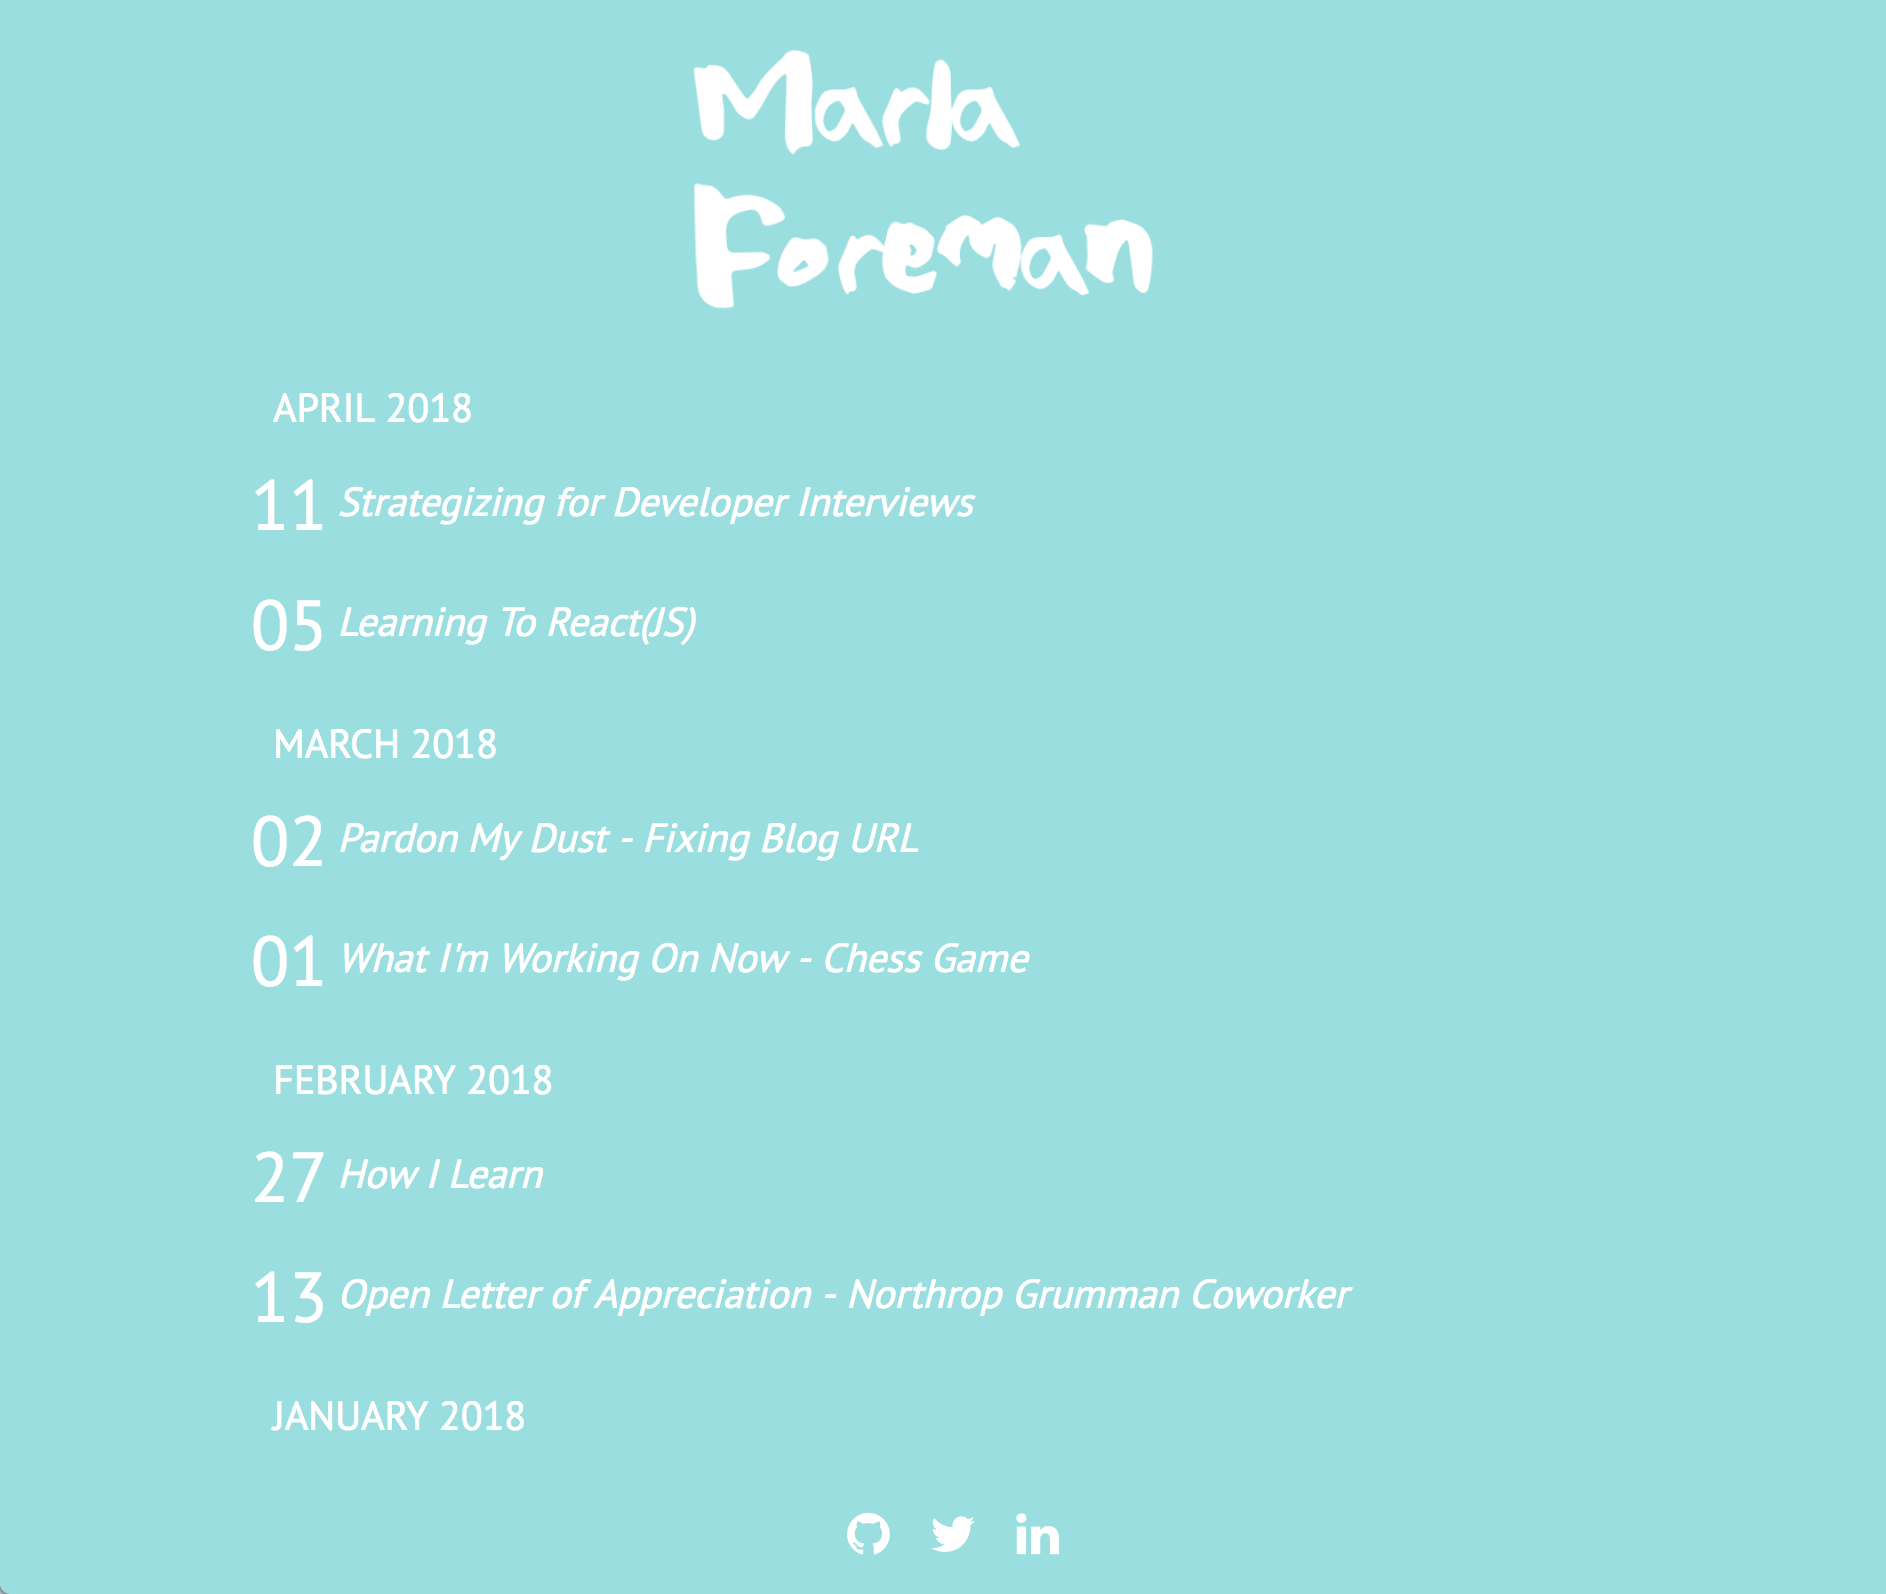 Marla
Foreman
APRIL 2018
11 Strategizing for Developer Interviews
05 Learning To React(JS)
MARCH 2018
02 Pardon My Dust - Fixing Blog URL
01 What I'm Working On Now - Chess Game
FEBRUARY 2018
27 How I Learn
13 Open Letter of Appreciation - Northrop Grumman Coworker
JANUARY 2018